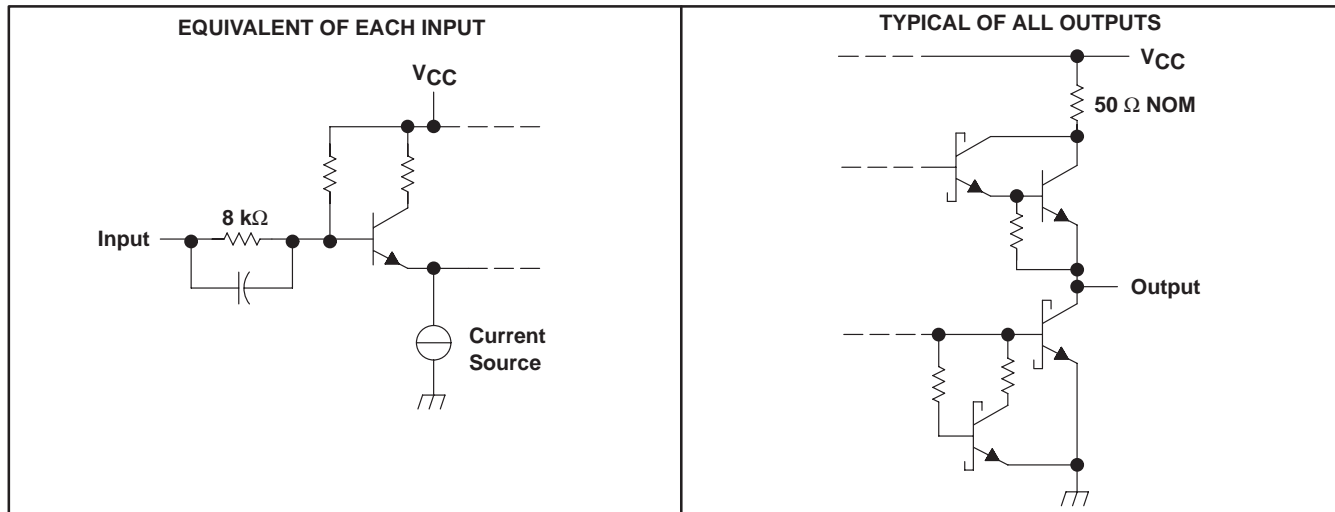 EQUIVALENT OF EACH INPUT
VCC
8 kΩ
Input
Current
Source
TYPICAL OF ALL OUTPUTS
VCC
50 Ω NOM
Output